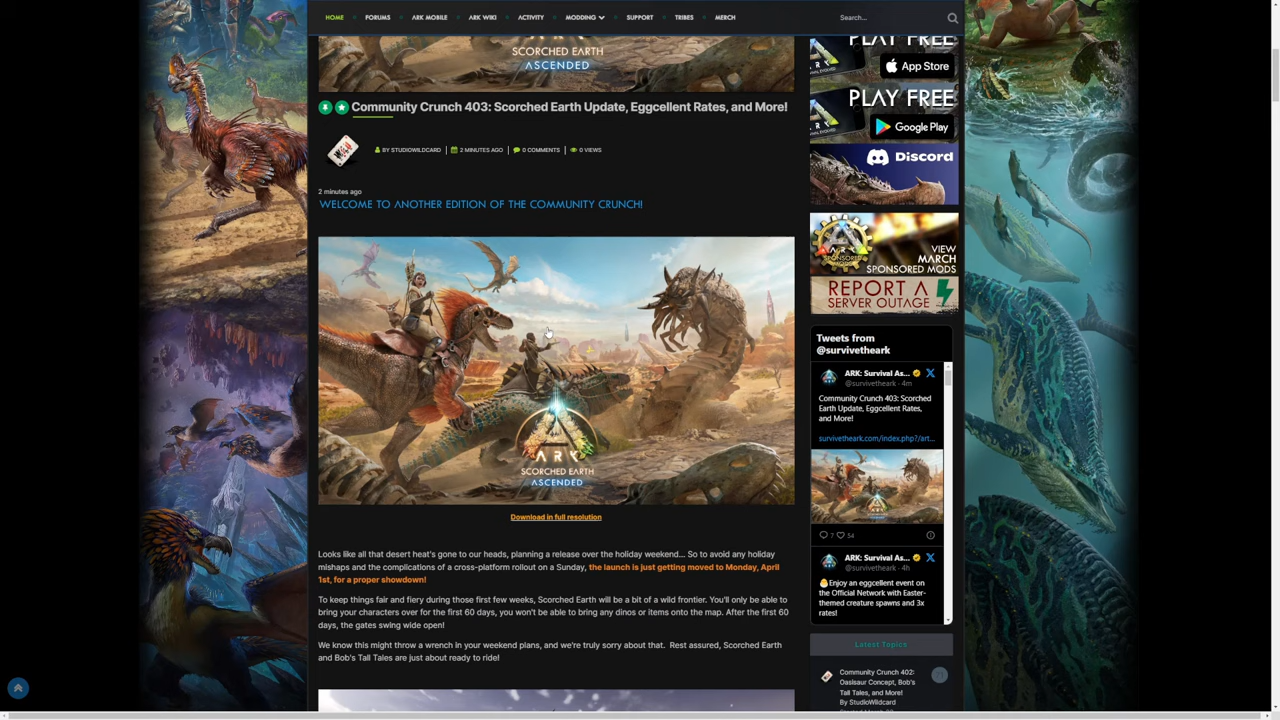 HOME
FORUMS
ARK MOBILE
ARK WIKI
ACTIVITY
MODDING
SUPPORT
TRIBES
MERCH
Search...
SCORCHED EARTH
ASCENDED
Community Crunch 403: Scorched Earth Update, Eggcellent Rates, and More!
BY STUDIOWILDCARD
2 MINUTES AGO
0 COMMENTS
0 VIEWS
2 minutes ago
WELCOME TO ANOTHER EDITION OF THE COMMUNITY CRUNCH!
ARK
SCORCHED EARTH
ASCENDED
Download in full resolution
Looks like all that desert heat's gone to our heads, planning a release over the holiday weekend... So to avoid any holiday
mishaps and the complications of a cross-platform rollout on a Sunday, the launch is just getting moved to Monday, April
1st, for a proper showdown!
To keep things fair and fiery during those first few weeks, Scorched Earth will be a bit of a wild frontier. You'll only be able to
bring your characters over for the first 60 days, you won't be able to bring any dinos or items onto the map. After the first 60
days, the gates swing wide open!
We know this might throw a wrench in your weekend plans, and we're truly sorry about that. Rest assured, Scorched Earth
and Bob's Tall Tales are just about ready to ride!
PLAY FREE
App Store
PLAY FREE
Google Play
Discord
ARK
VIEW
MARCH
SPONSORED MODS
REPORT A
SERVER OUTAGE
Tweets from
@survivetheark
ARK: Survival As...
@survivetheark · 4m
Community Crunch 403: Scorched
Earth Update, Eggcellent Rates,
and More!
survivetheark.com/index.php?/art...
7 54
ARK: Survival As...
@survivetheark · 4h
🐣Enjoy an eggcellent event on
the Official Network with Easter-
themed creature spawns and 3x
rates!
Latest Topics
Community Crunch 402:
Oasisaur Concept, Bob's
Tall Tales, and More!
By StudioWildcard